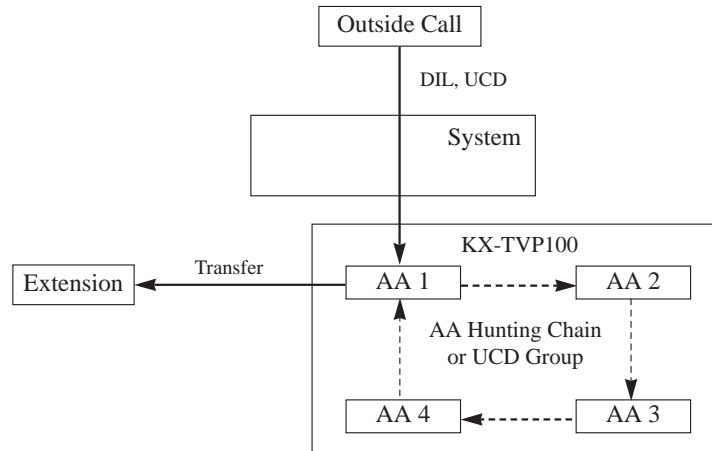 Outside Call
DIL, UCD
System
KX-TVP100
Extension
Transfer
AA 1
AA 2
AA Hunting Chain
or UCD Group
AA 4
AA 3